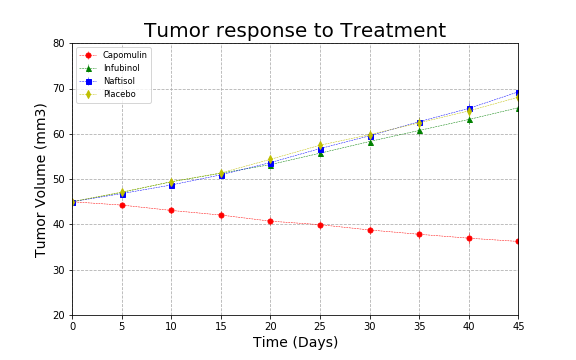 Tumor response to Treatment
Capomulin
Infubinol
Naftisol
Placebo
Tumor Volume (mm3)
80
70
60
50
40
30
20
0 5 10 15 20 25 30 35 40 45
Time (Days)